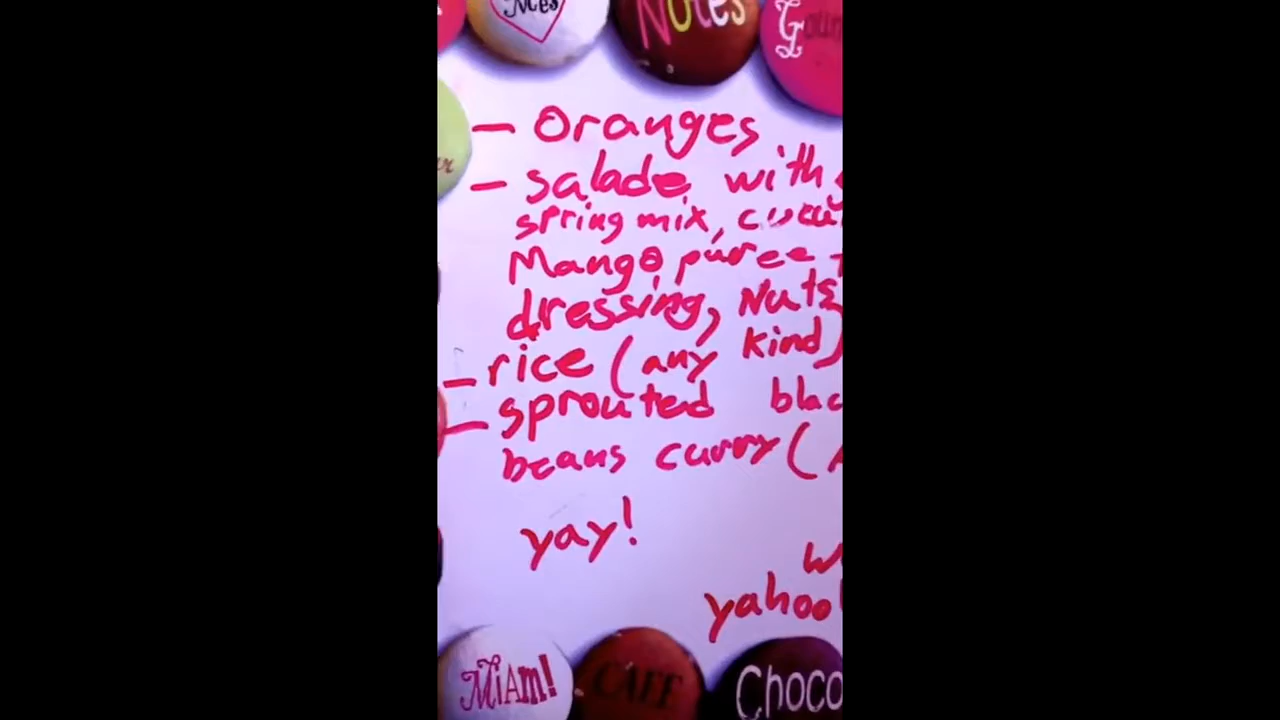 Notes
Notes
- Oranges
- salade with
spring mix,
Mango puree
dressing, Nuts
- rice (any kind)
- sprouted blac
beans curry (
yay!
W
yahoo!
MiAm!
CAFE
Choco